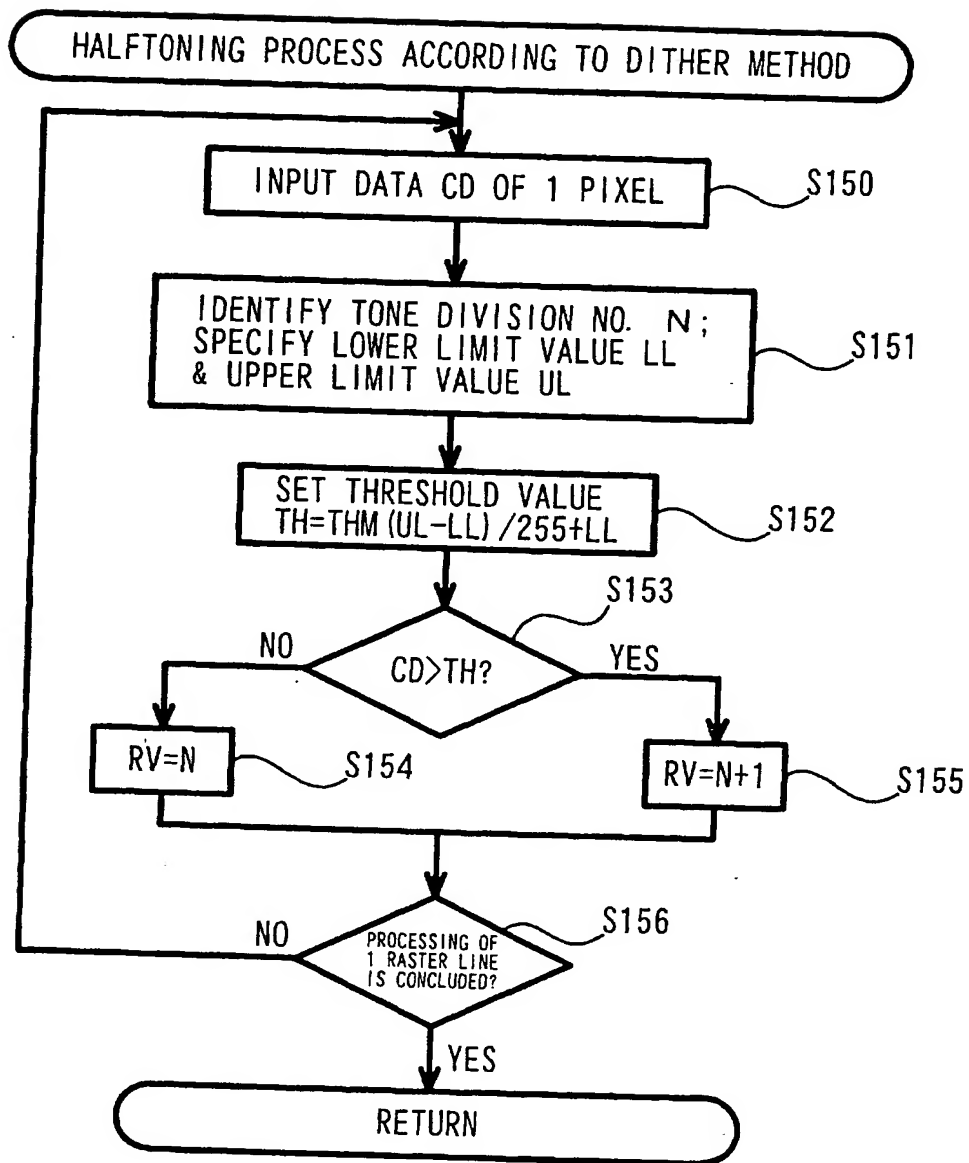 HALFTONING PROCESS ACCORDING TO DITHER METHOD
INPUT DATA CD OF 1 PIXEL
S150
IDENTIFY TONE DIVISION NO. N;
SPECIFY LOWER LIMIT VALUE LL
& UPPER LIMIT VALUE UL
S151
SET THRESHOLD VALUE
TH=THM(UL-LL)/255+LL
S152
S153
NO
CD>TH?
YES
RV=N
S154
RV=N+1
S155
S156
NO
PROCESSING OF
1 RASTER LINE
IS CONCLUDED?
YES
RETURN